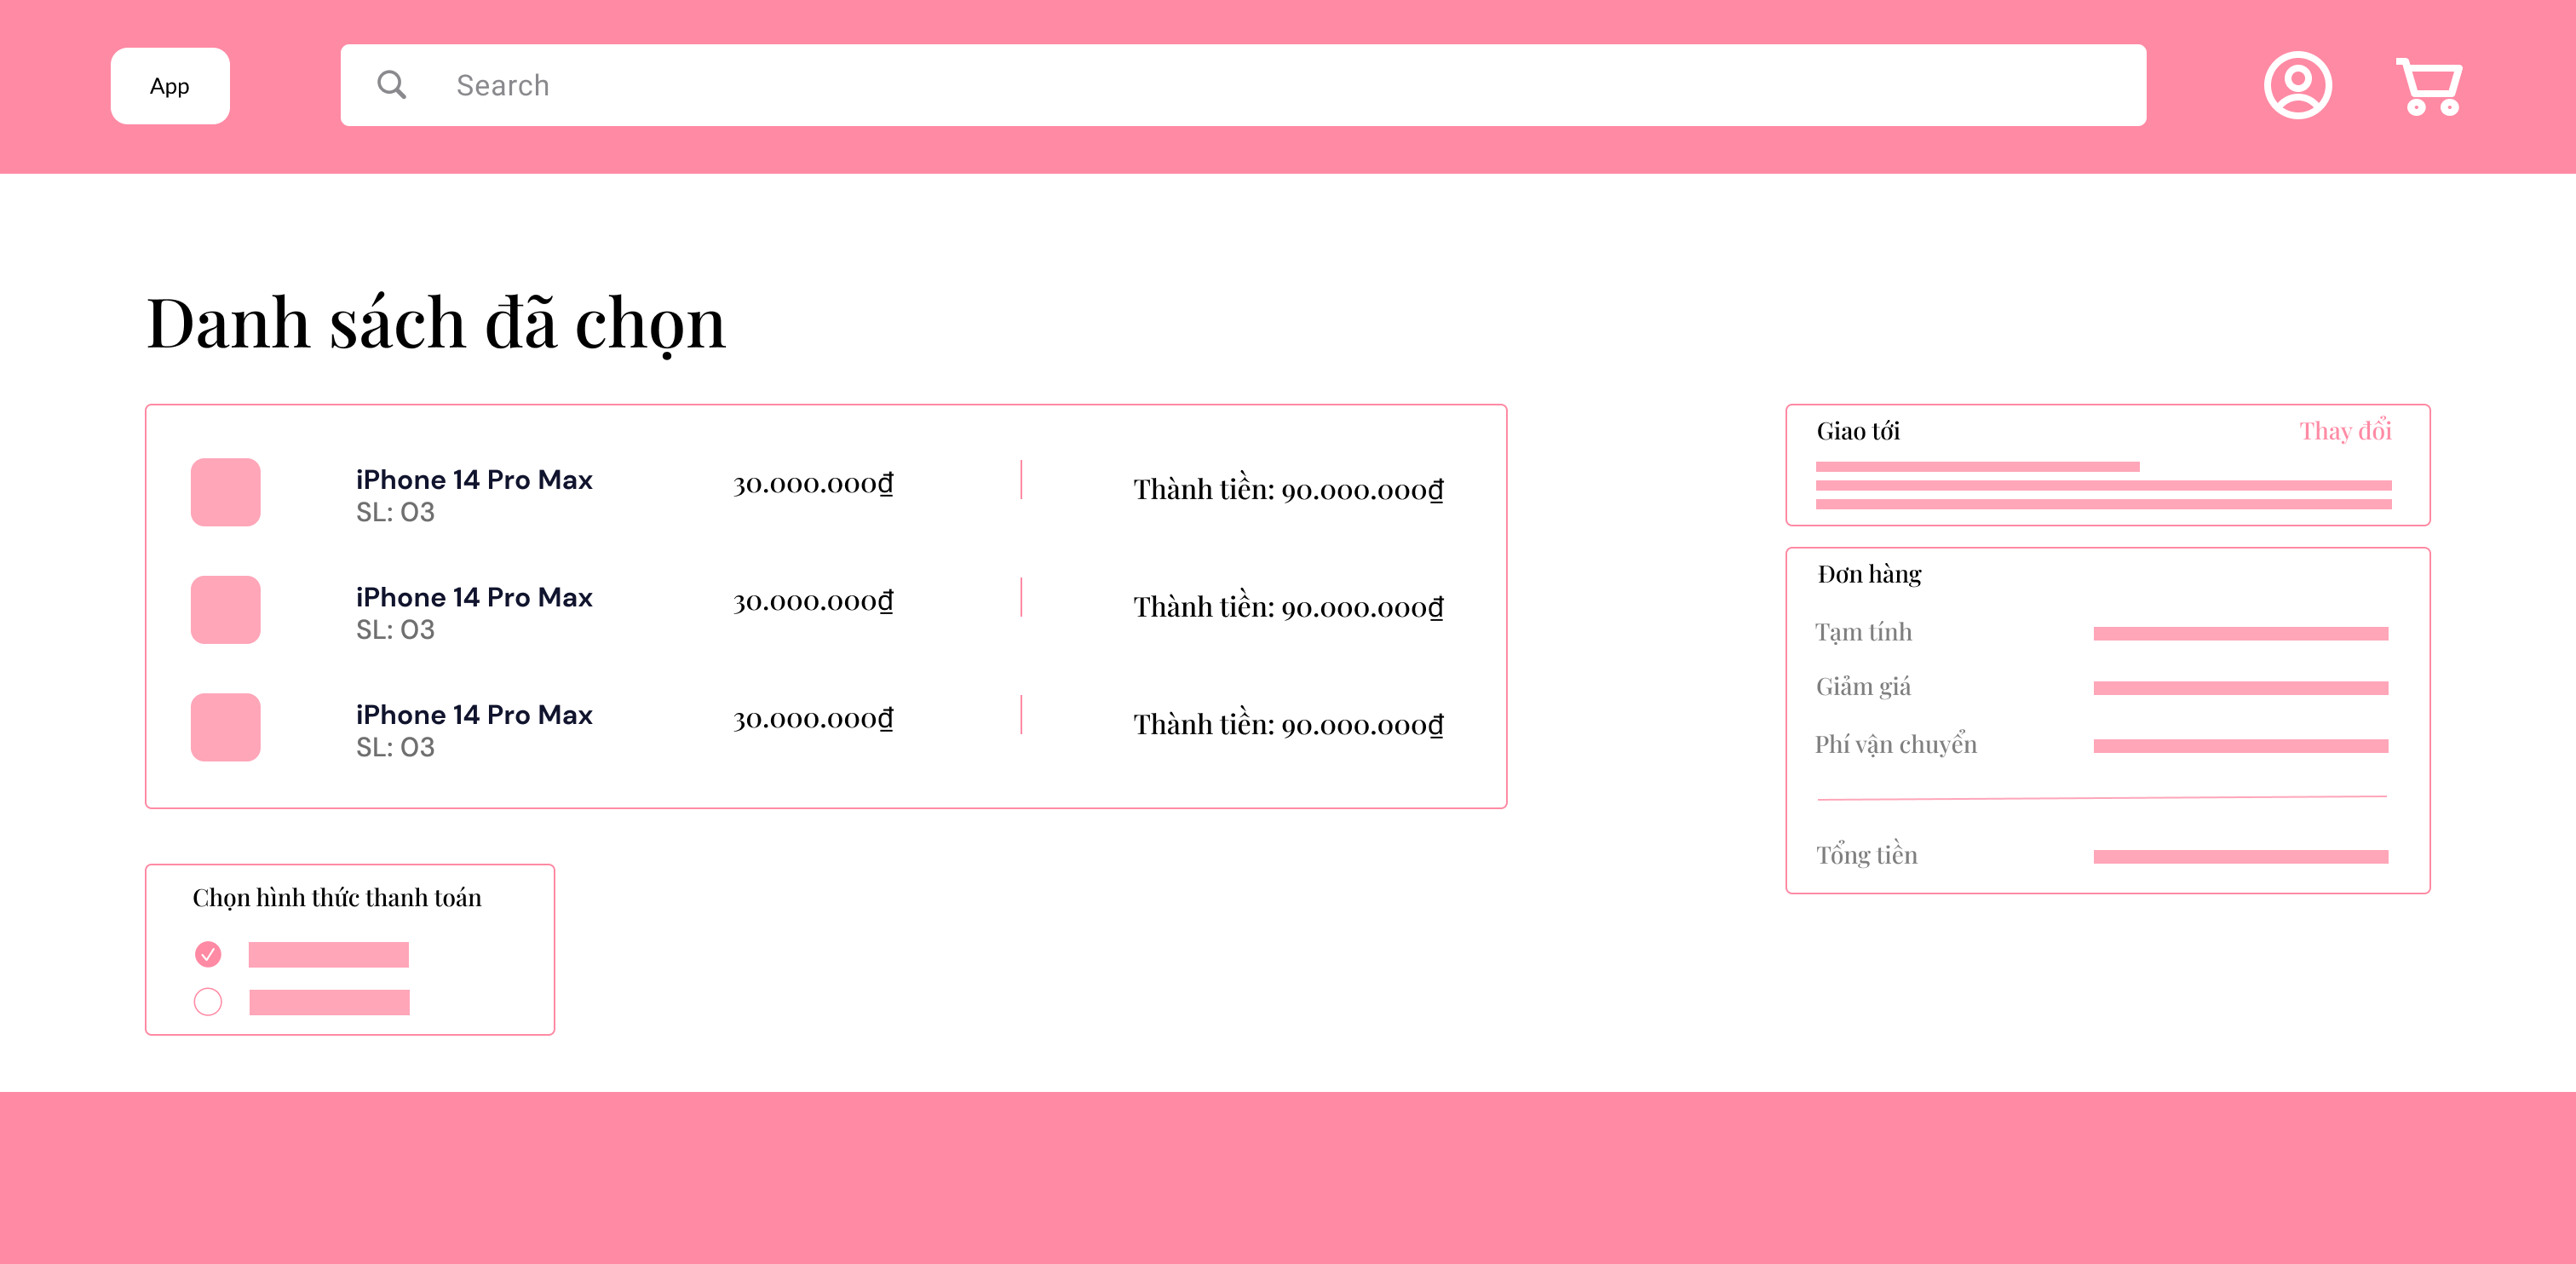 App
Search
Danh sách đã chọn
iPhone 14 Pro Max
SL: 03
30.000.000₫
Thành tiền: 90.000.000₫
iPhone 14 Pro Max
SL: 03
30.000.000₫
Thành tiền: 90.000.000₫
iPhone 14 Pro Max
SL: 03
30.000.000₫
Thành tiền: 90.000.000₫
Chọn hình thức thanh toán
Giao tới
Thay đổi
Đơn hàng
Tạm tính
Giảm giá
Phí vận chuyển
Tổng tiền